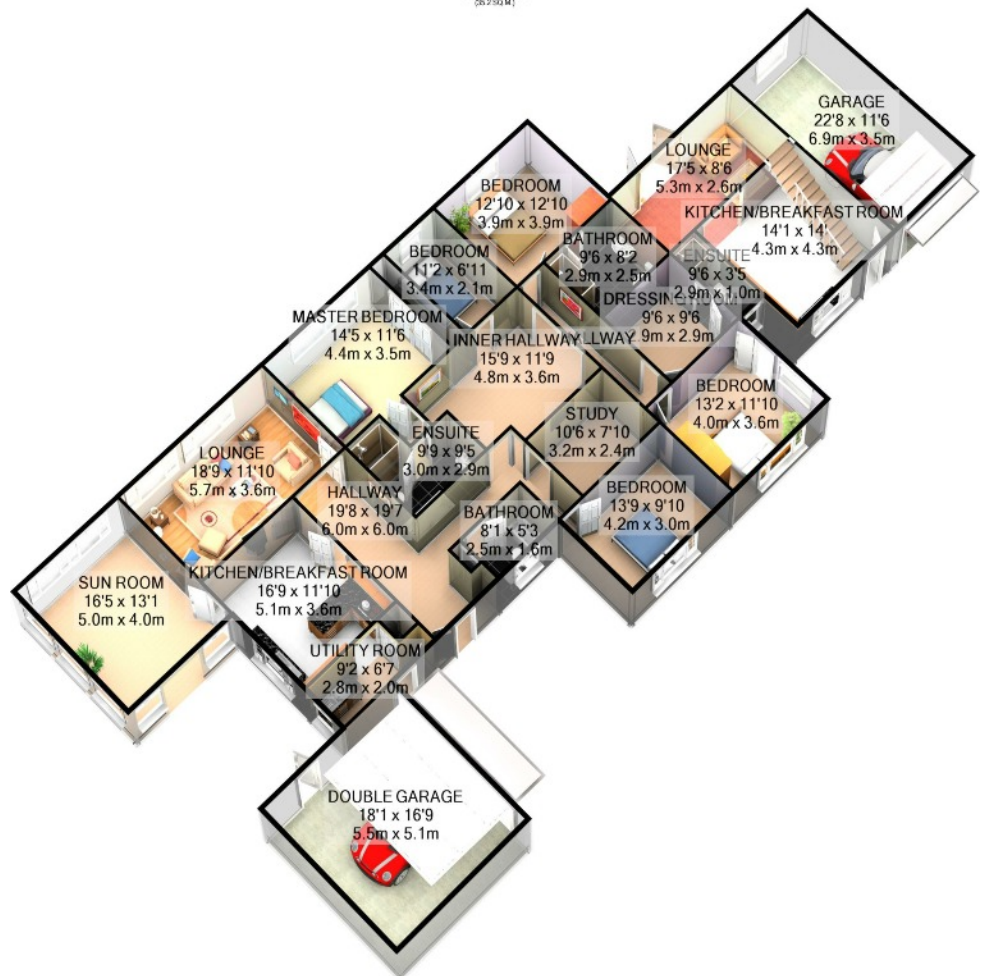 GARAGE
22'8 x 11'6
6.9m x 3.5m
LOUNGE
17'5 x 8'6
5.3m x 2.6m
KITCHEN/BREAKFAST ROOM
14'1 x 14'
4.3m x 4.3m
BEDROOM
12'10 x 12'10
3.9m x 3.9m
BATHROOM
9'6 x 8'2
2.9m x 2.5m
ENSUITE
9'6 x 3'5
2.9m x 1.0m
BEDROOM
11'2 x 6'11
3.4m x 2.1m
DRESSING ROOM
9'6 x 9'6
2.9m x 2.9m
MASTER BEDROOM
14'5 x 11'6
4.4m x 3.5m
INNER HALLWAY
15'9 x 11'9
4.8m x 3.6m
BEDROOM
13'2 x 11'10
4.0m x 3.6m
STUDY
10'6 x 7'10
3.2m x 2.4m
ENSUITE
9'9 x 9'5
3.0m x 2.9m
LOUNGE
18'9 x 11'10
5.7m x 3.6m
HALLWAY
19'8 x 19'7
6.0m x 6.0m
BEDROOM
13'9 x 9'10
4.2m x 3.0m
BATHROOM
8'1 x 5'3
2.5m x 1.6m
SUN ROOM
16'5 x 13'1
5.0m x 4.0m
KITCHEN/BREAKFAST ROOM
16'9 x 11'10
5.1m x 3.6m
UTILITY ROOM
9'2 x 6'7
2.8m x 2.0m
DOUBLE GARAGE
18'1 x 16'9
5.5m x 5.1m